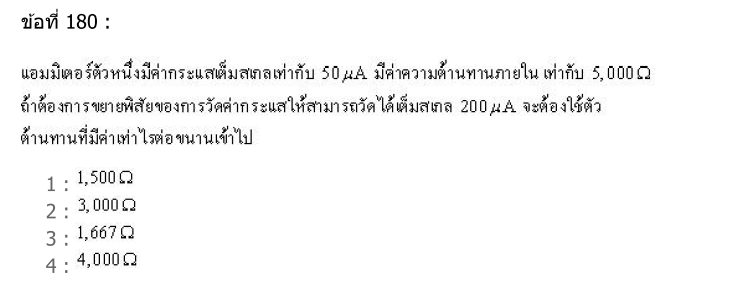 ข้อที่ 180 :
แอมมิเตอร์ตัวหนึ่งมีค่ากระแสเต็มสเกลเท่ากับ 50 μA มีค่าความต้านทานภายใน เท่ากับ 5,000 Ω
ถ้าต้องการขยายพิสัยของการวัดค่ากระแสให้สามารถวัดได้เต็มสเกล 200 μA จะต้องใช้ตัว
ต้านทานที่มีค่าเท่าไรต่อขนานเข้าไป
1 : 1,500 Ω
2 : 3,000 Ω
3 : 1,667 Ω
4 : 4,000 Ω